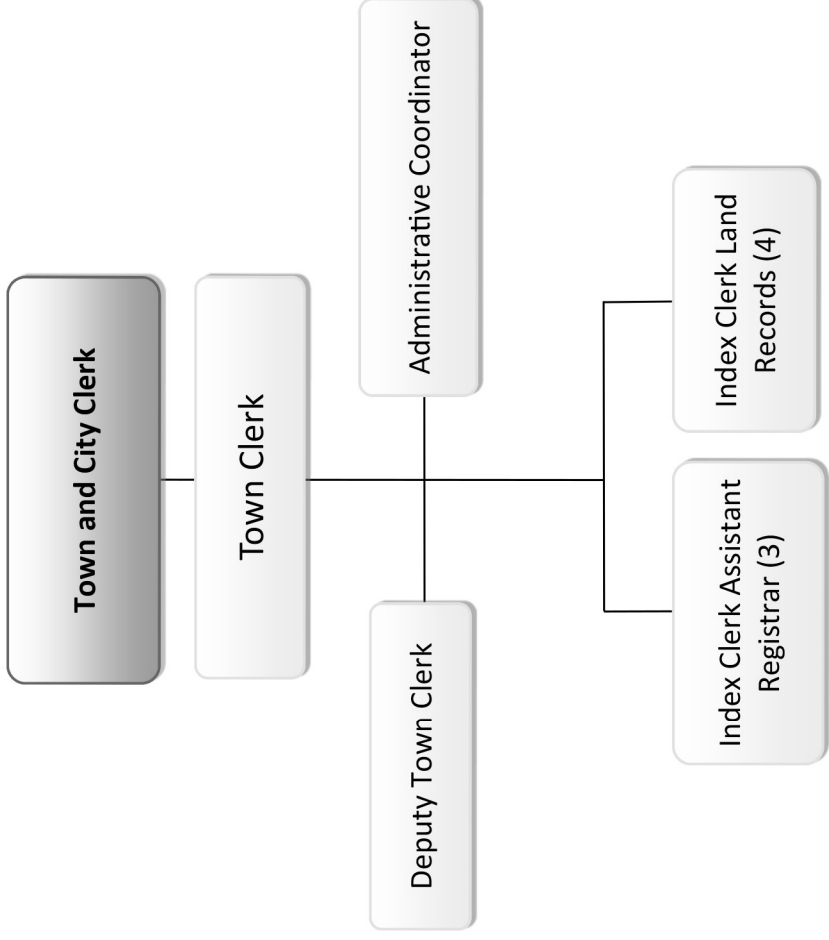 Town and City Clerk
Town Clerk
Deputy Town Clerk
Administrative Coordinator
Index Clerk Assistant
Registrar (3)
Index Clerk Land
Records (4)